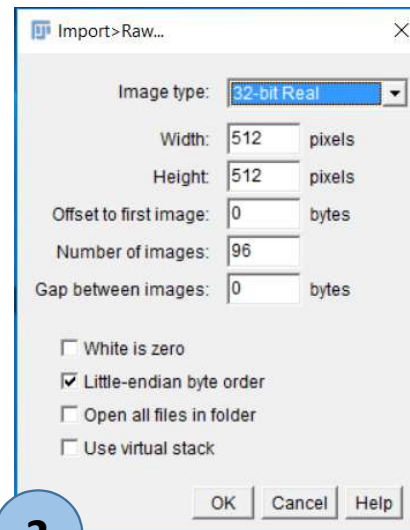 Import>Raw...
Image type: 32-bit Real
Width: 512 pixels
Height: 512 pixels
Offset to first image: 0 bytes
Number of images: 96
Gap between images: 0 bytes
White is zero
Little-endian byte order
Open all files in folder
Use virtual stack
OK Cancel Help